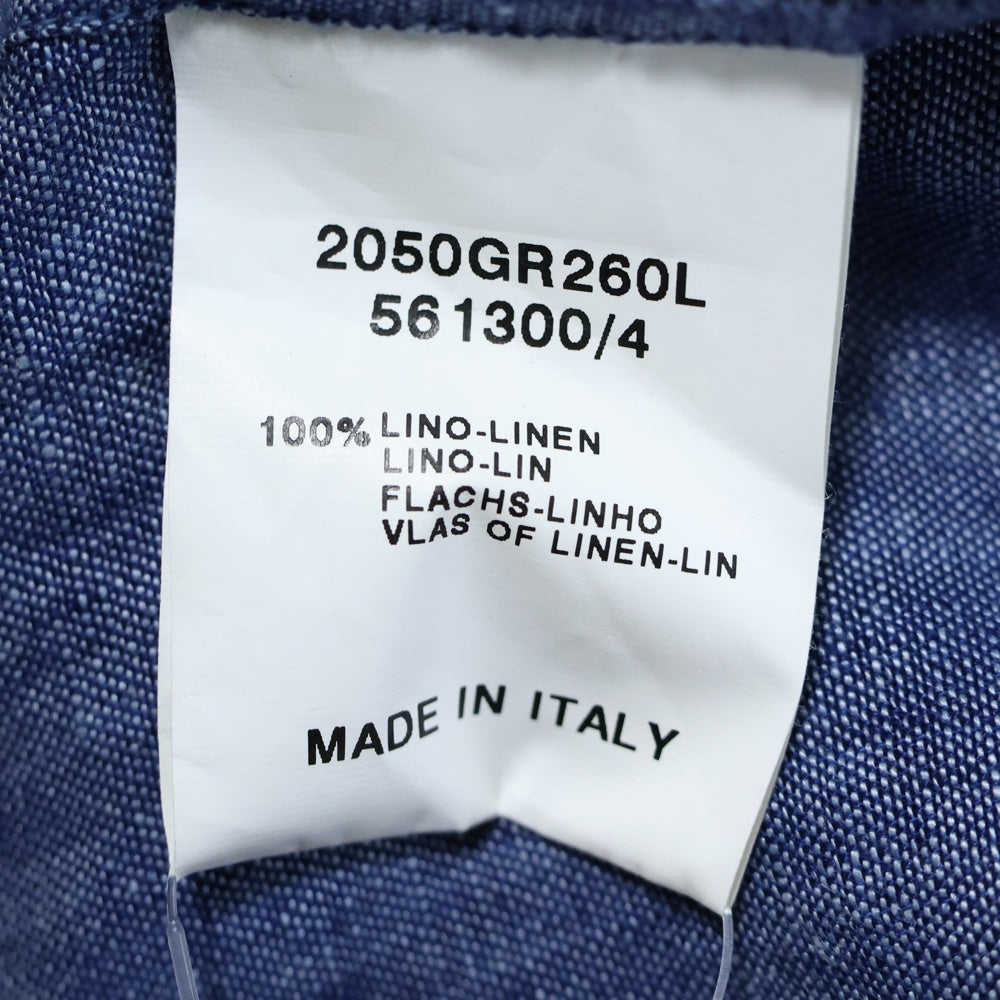 2050GR260L
561300/4
100% LINO-LINEN
LINO-LIN
FLACHS-LINHO
VLAS OF LINEN-LIN
MADE IN ITALY